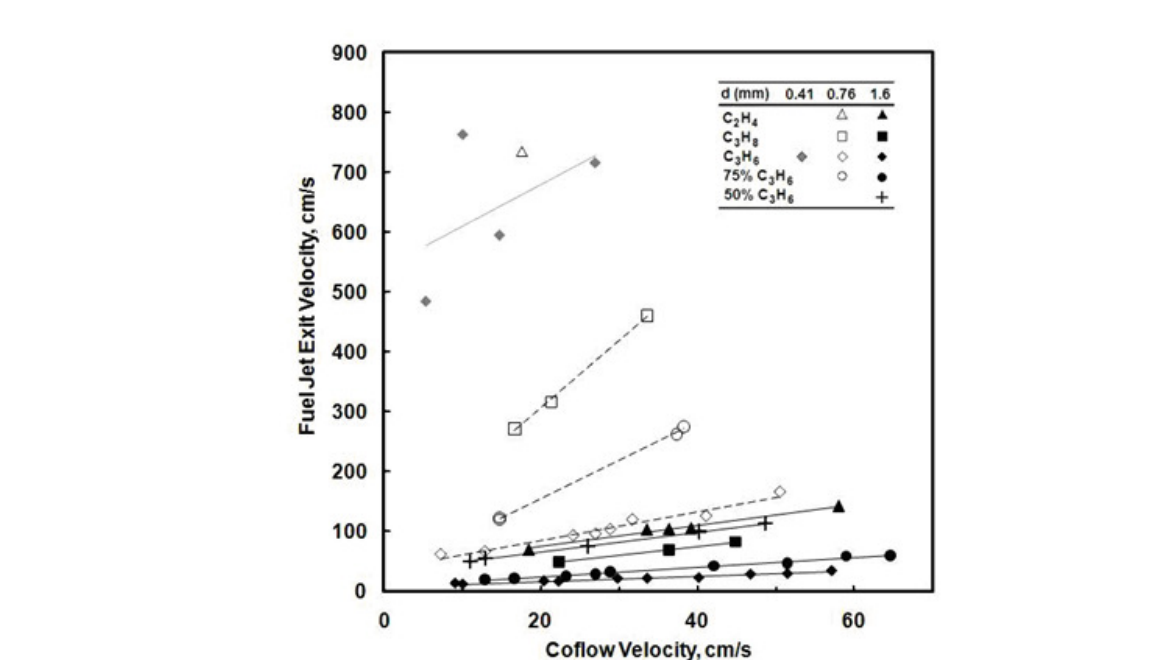 900
800
700
600
500
400
300
200
100
0
Fuel Jet Exit Velocity, cm/s
d (mm) 0.41 0.76 1.6
C2H4
C3H8
C3H6
75% C3H6
50% C3H6
0 20 40 60
Coflow Velocity, cm/s